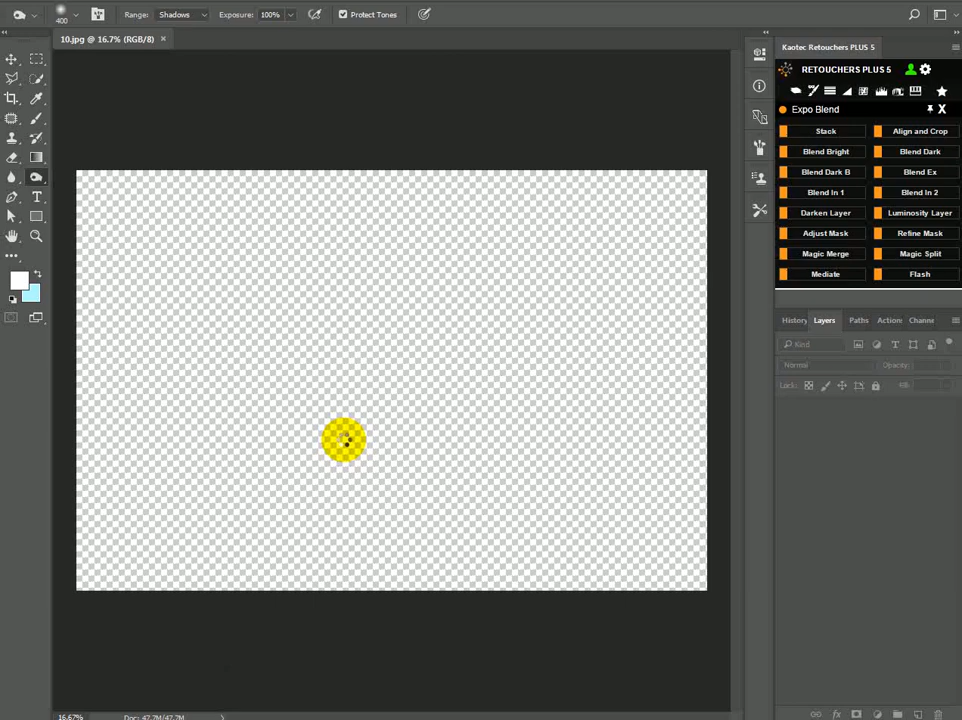 400 Range: Shadows Exposure: 100% Protect Tones
10.jpg @ 16.7% (RGB/8) ×
Kaotec Retouchers PLUS 5
RETOUCHERS PLUS 5
Expo Blend
Stack Align and Crop
Blend Bright Blend Dark
Blend Dark B Blend Ex
Blend In 1 Blend In 2
Darken Layer Luminosity Layer
Adjust Mask Refine Mask
Magic Merge Magic Split
Mediate Flash
History Layers Paths Action Channe
Kind
Normal Opacity:
Lock: Fill:
16.67% Doc: 47.7M/47.7M